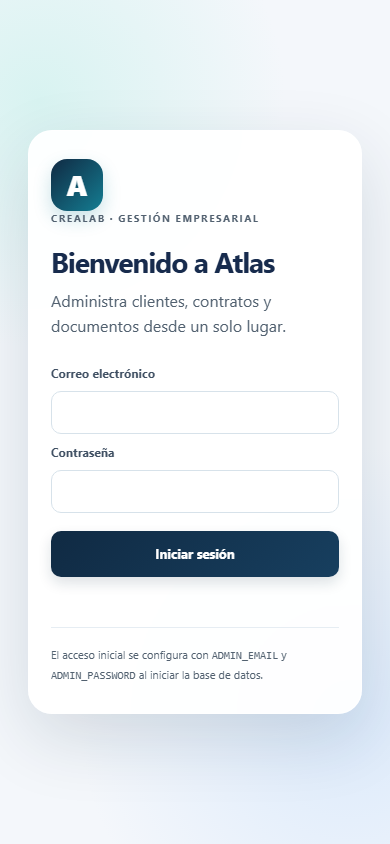 A
CREALAB · GESTIÓN EMPRESARIAL
Bienvenido a Atlas
Administra clientes, contratos y
documentos desde un solo lugar.
Correo electrónico
Contraseña
Iniciar sesión
El acceso inicial se configura con ADMIN_EMAIL y
ADMIN_PASSWORD al iniciar la base de datos.